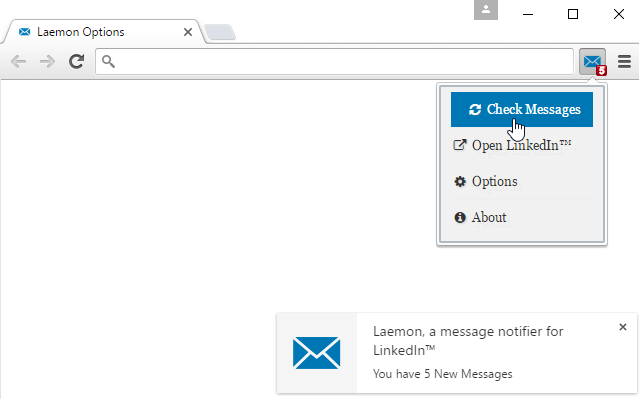 Laemon Options
5
Check Messages
Open LinkedIn™
Options
About
Laemon, a message notifier for
LinkedIn™
You have 5 New Messages